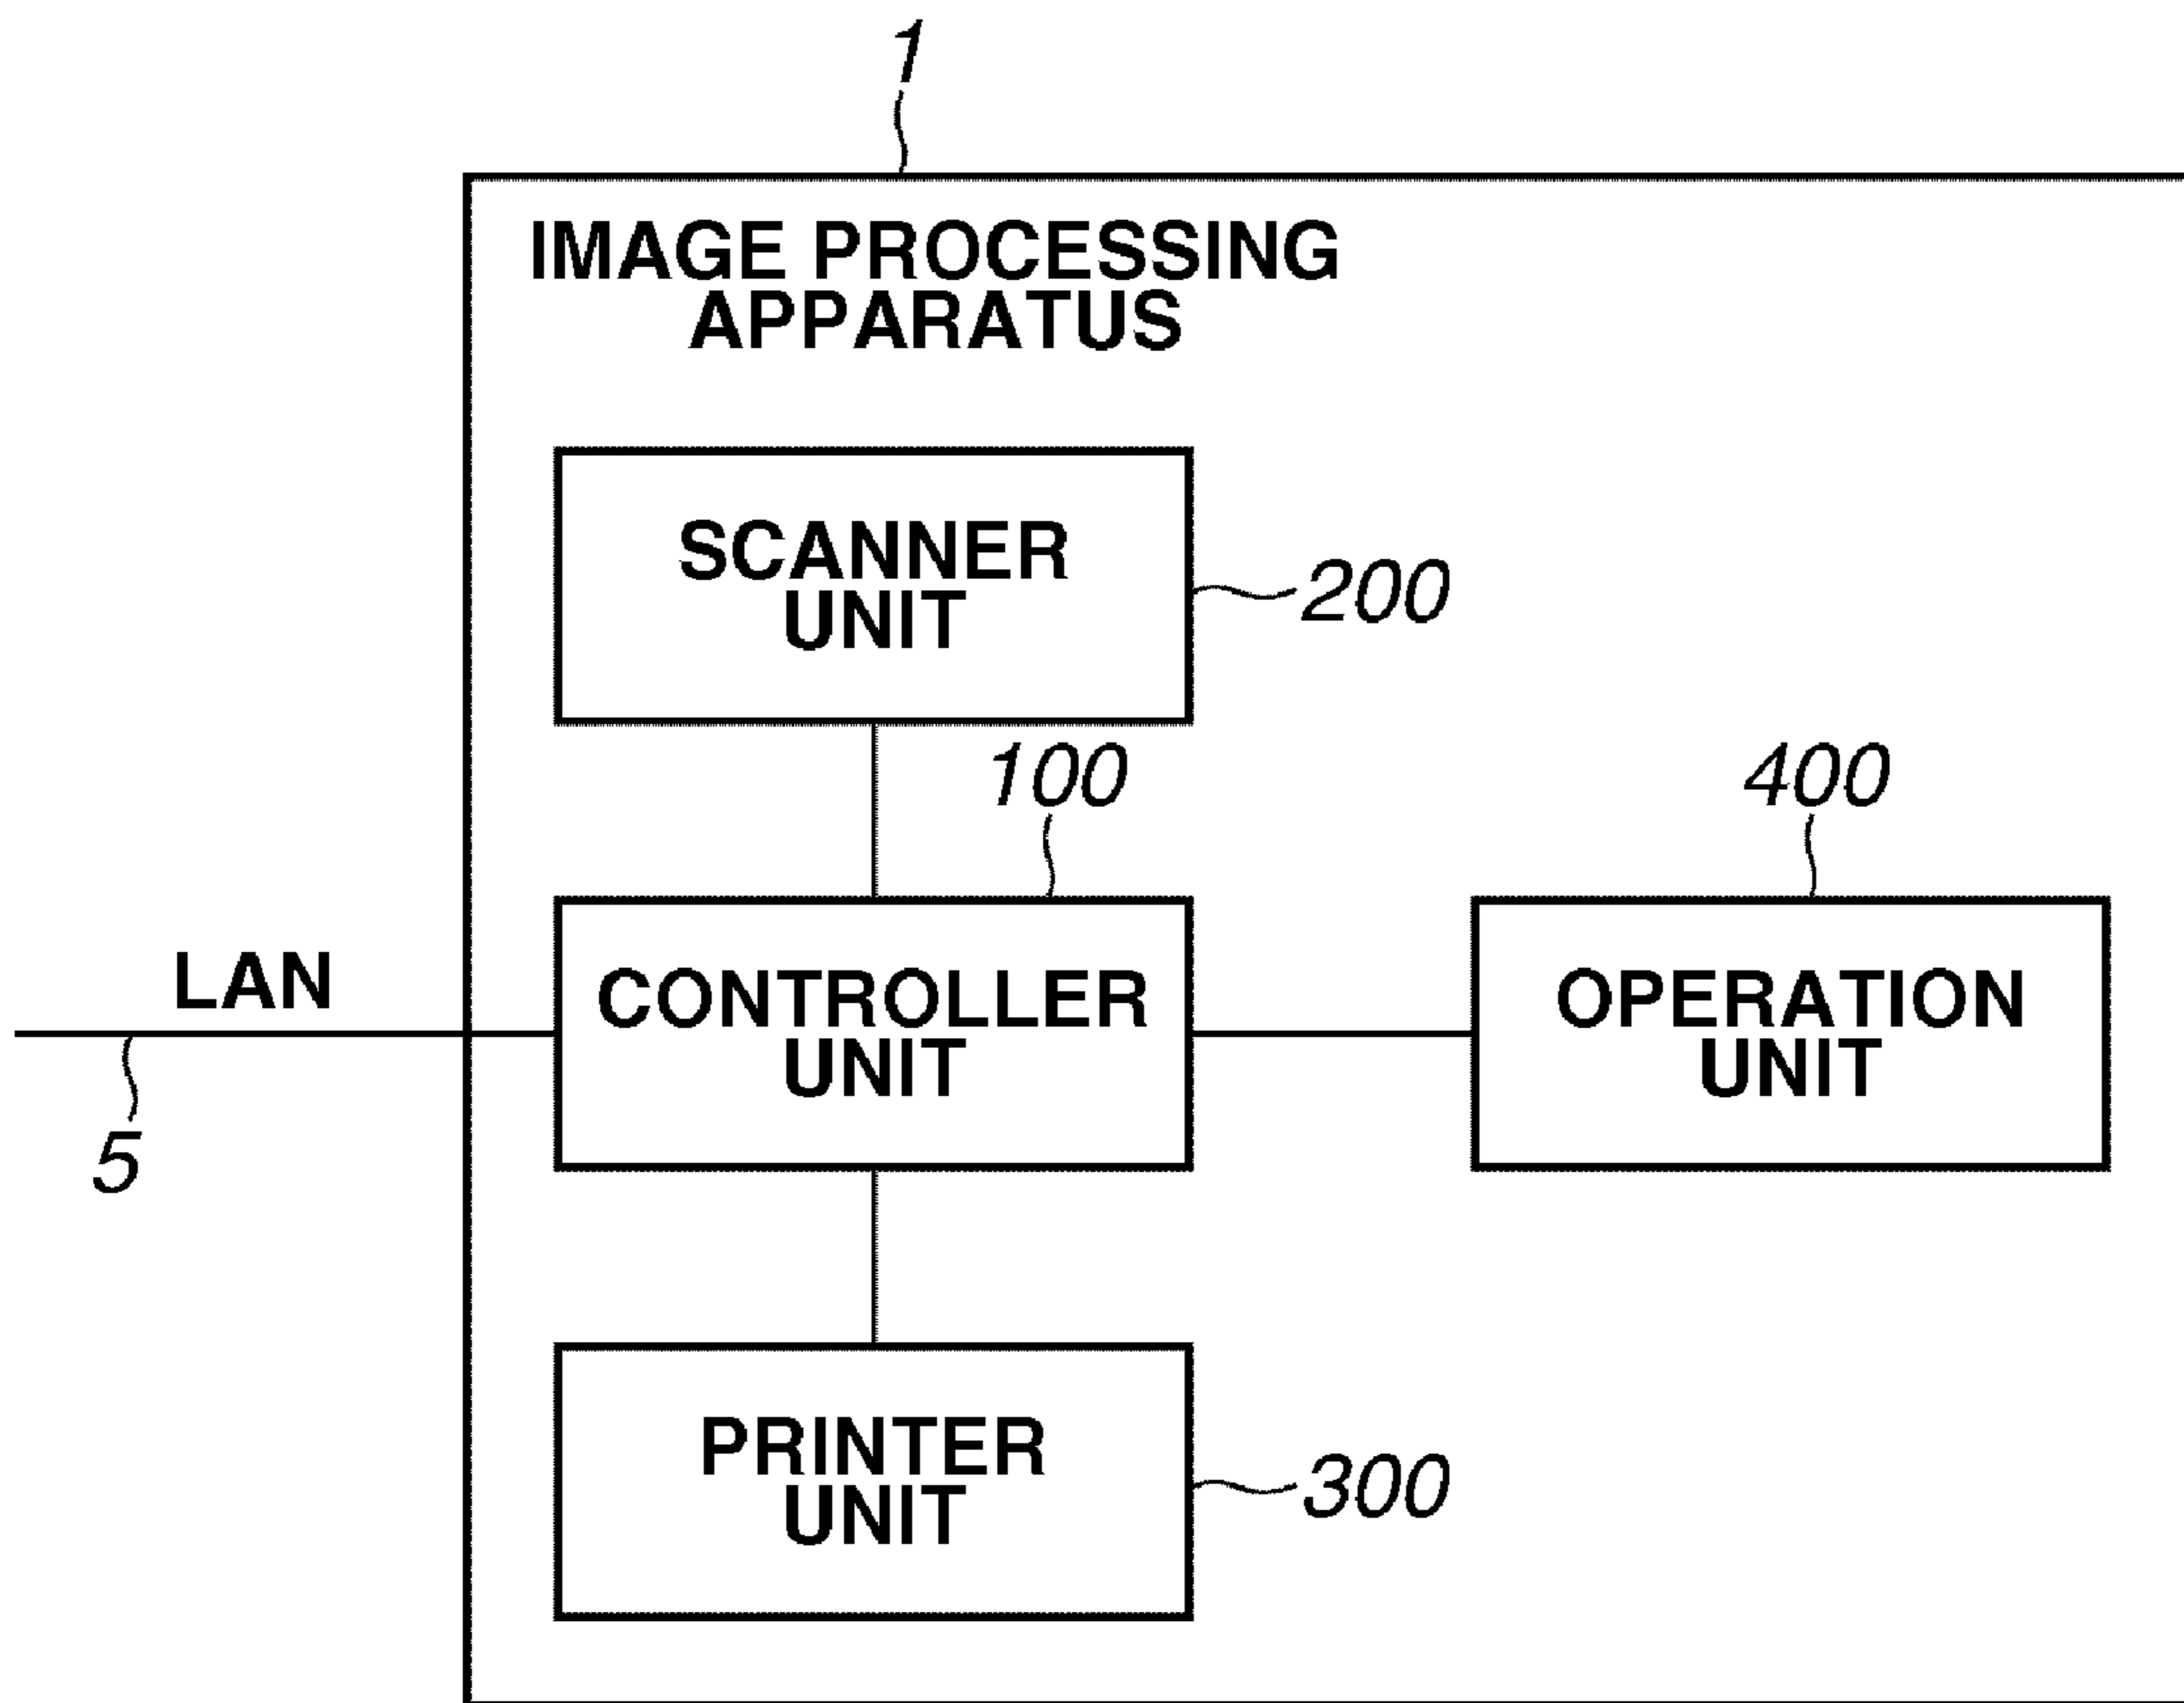 1
IMAGE PROCESSING
APPARATUS
SCANNER
UNIT
200
100
400
LAN
CONTROLLER
UNIT
OPERATION
UNIT
5
PRINTER
UNIT
300